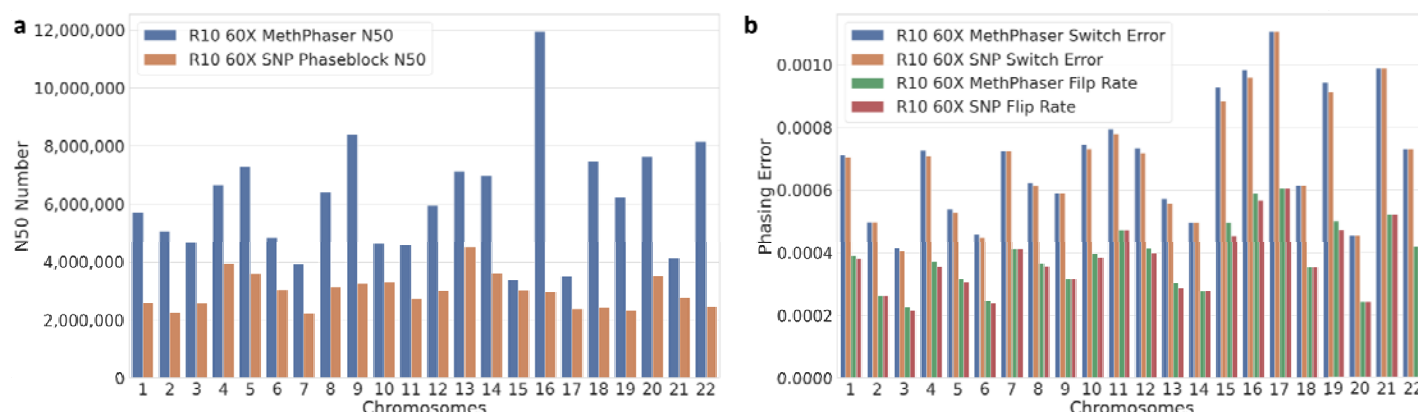 a
R10 60X MethPhaser N50
R10 60X SNP Phaseblock N50
N50 Number
12,000,000
10,000,000
8,000,000
6,000,000
4,000,000
2,000,000
0
1 2 3 4 5 6 7 8 9 10 11 12 13 14 15 16 17 18 19 20 21 22
Chromosomes
b
R10 60X MethPhaser Switch Error
R10 60X SNP Switch Error
R10 60X MethPhaser Filp Rate
R10 60X SNP Flip Rate
Phasing Error
0.0010
0.0008
0.0006
0.0004
0.0002
0.0000
1 2 3 4 5 6 7 8 9 10 11 12 13 14 15 16 17 18 19 20 21 22
Chromosomes